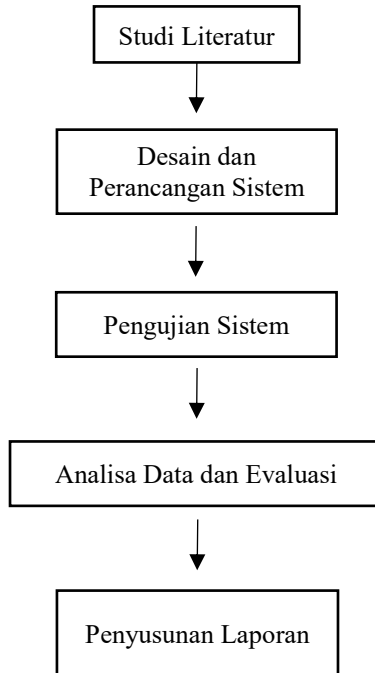 Studi Literatur
Desain dan
Perancangan Sistem
Pengujian Sistem
Analisa Data dan Evaluasi
Penyusunan Laporan